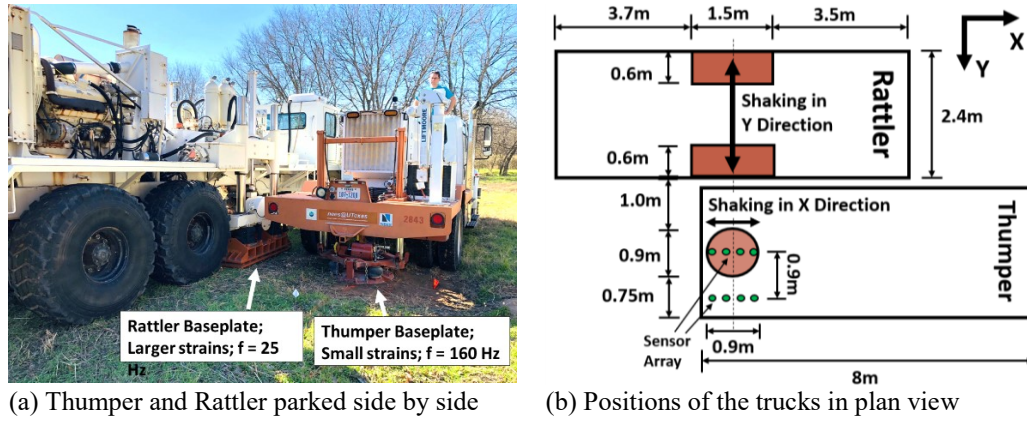 Rattler Baseplate;
Larger strains; f = 25
Hz
Thumper Baseplate;
Small strains; f = 160 Hz
(a) Thumper and Rattler parked side by side
3.7m
1.5m
3.5m
X
Y
0.6m
Shaking in
Y Direction
Rattler
2.4m
0.6m
1.0m
Shaking in X Direction
Thumper
0.9m
0.9m
0.75m
Sensor
Array
0.9m
8m
(b) Positions of the trucks in plan view